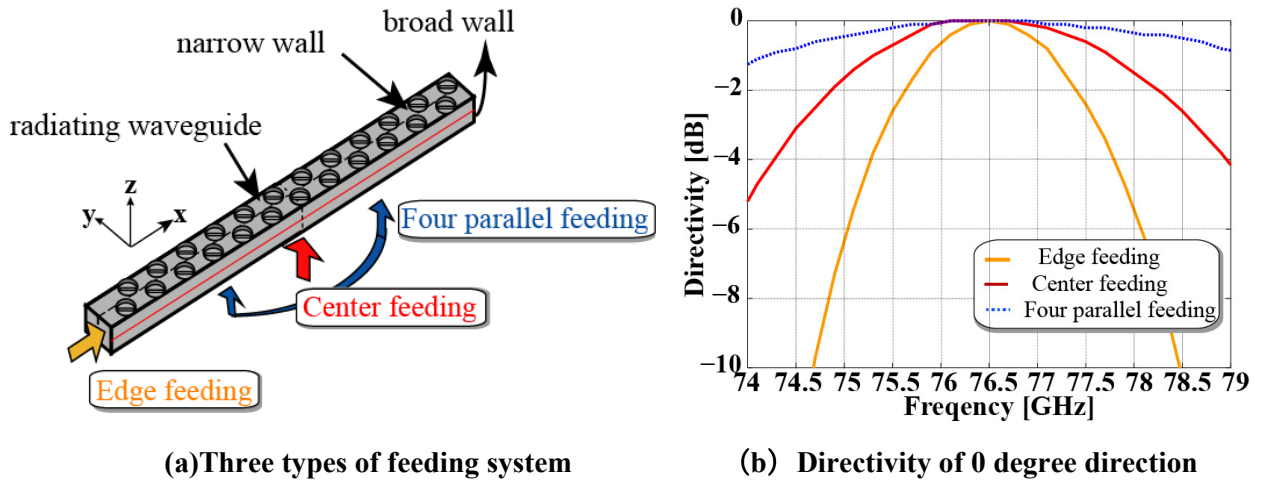 broad wall
narrow wall
radiating waveguide
z
y
x
Four parallel feeding
Center feeding
Edge feeding
(a)Three types of feeding system
0
−2
−4
−6
−8
−10
Directivity [dB]
74 74.5 75 75.5 76 76.5 77 77.5 78 78.5 79
Freqency [GHz]
Edge feeding
Center feeding
Four parallel feeding
（b）Directivity of 0 degree direction